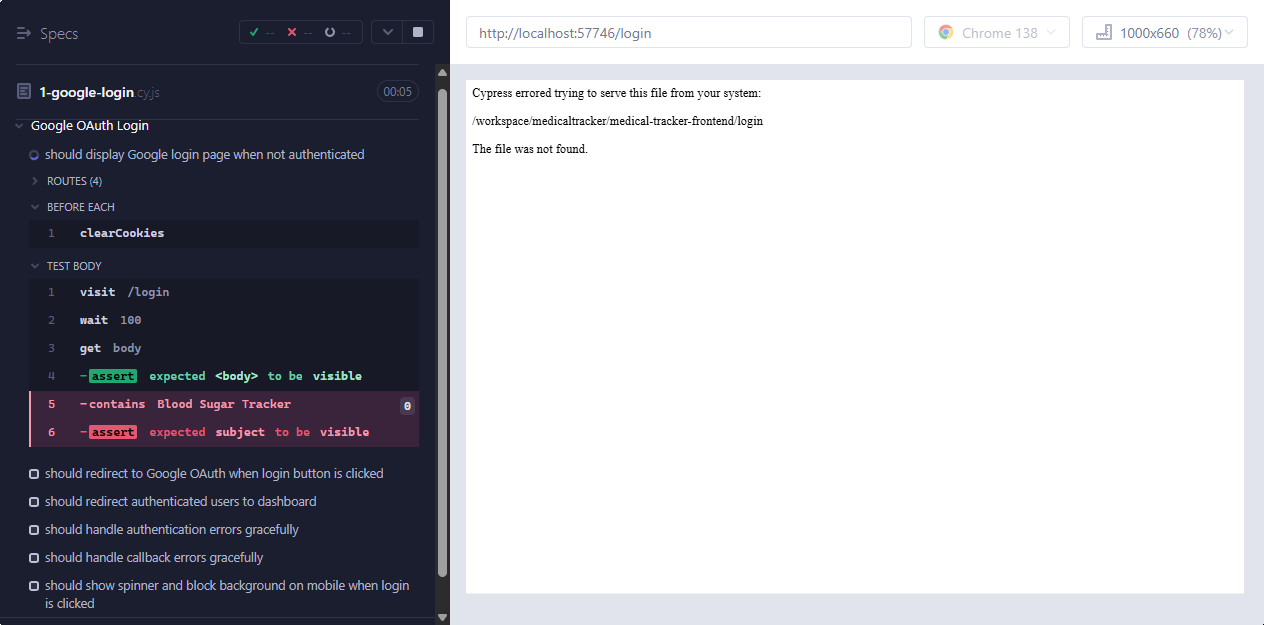 Specs
-- -- --
1-google-login.cy.js 00:05
Google OAuth Login
should display Google login page when not authenticated
ROUTES (4)
BEFORE EACH
1 clearCookies
TEST BODY
1 visit /login
2 wait 100
3 get body
4 -assert expected <body> to be visible
5 -contains Blood Sugar Tracker 0
6 -assert expected subject to be visible
should redirect to Google OAuth when login button is clicked
should redirect authenticated users to dashboard
should handle authentication errors gracefully
should handle callback errors gracefully
should show spinner and block background on mobile when login
is clicked
http://localhost:57746/login
Chrome 138
1000x660 (78%)
Cypress errored trying to serve this file from your system:
/workspace/medicaltracker/medical-tracker-frontend/login
The file was not found.